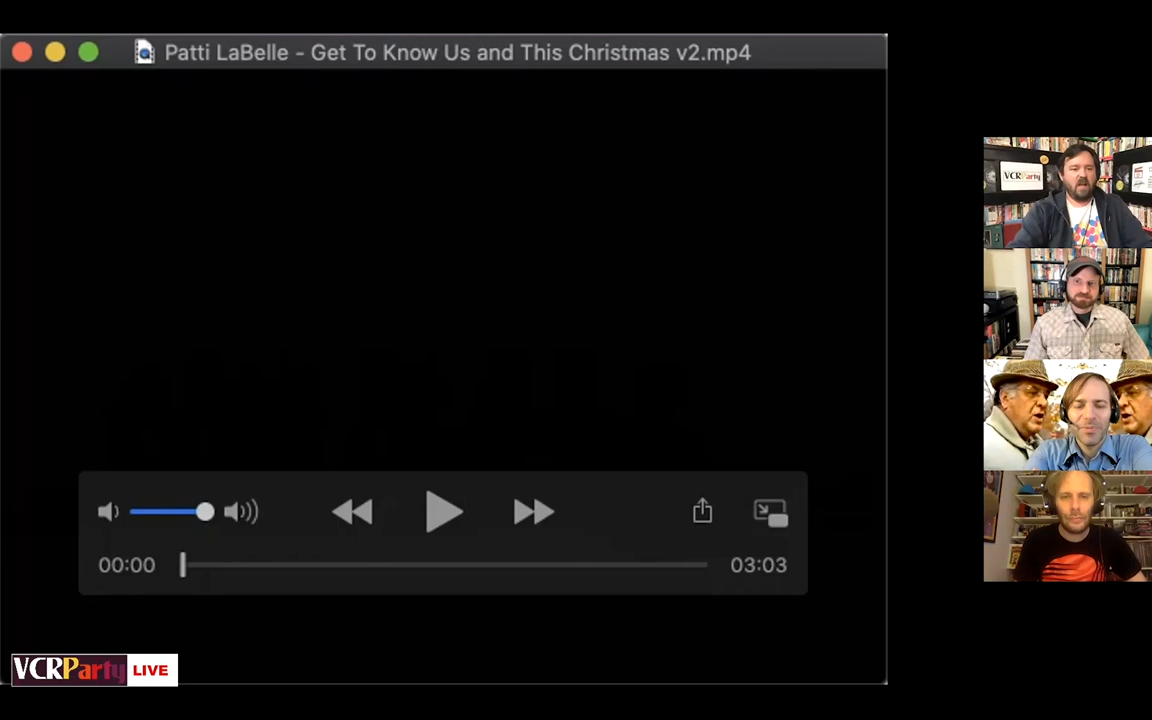 Patti LaBelle - Get To Know Us and This Christmas v2.mp4
VCRParty
00:00
03:03
VCRParty LIVE